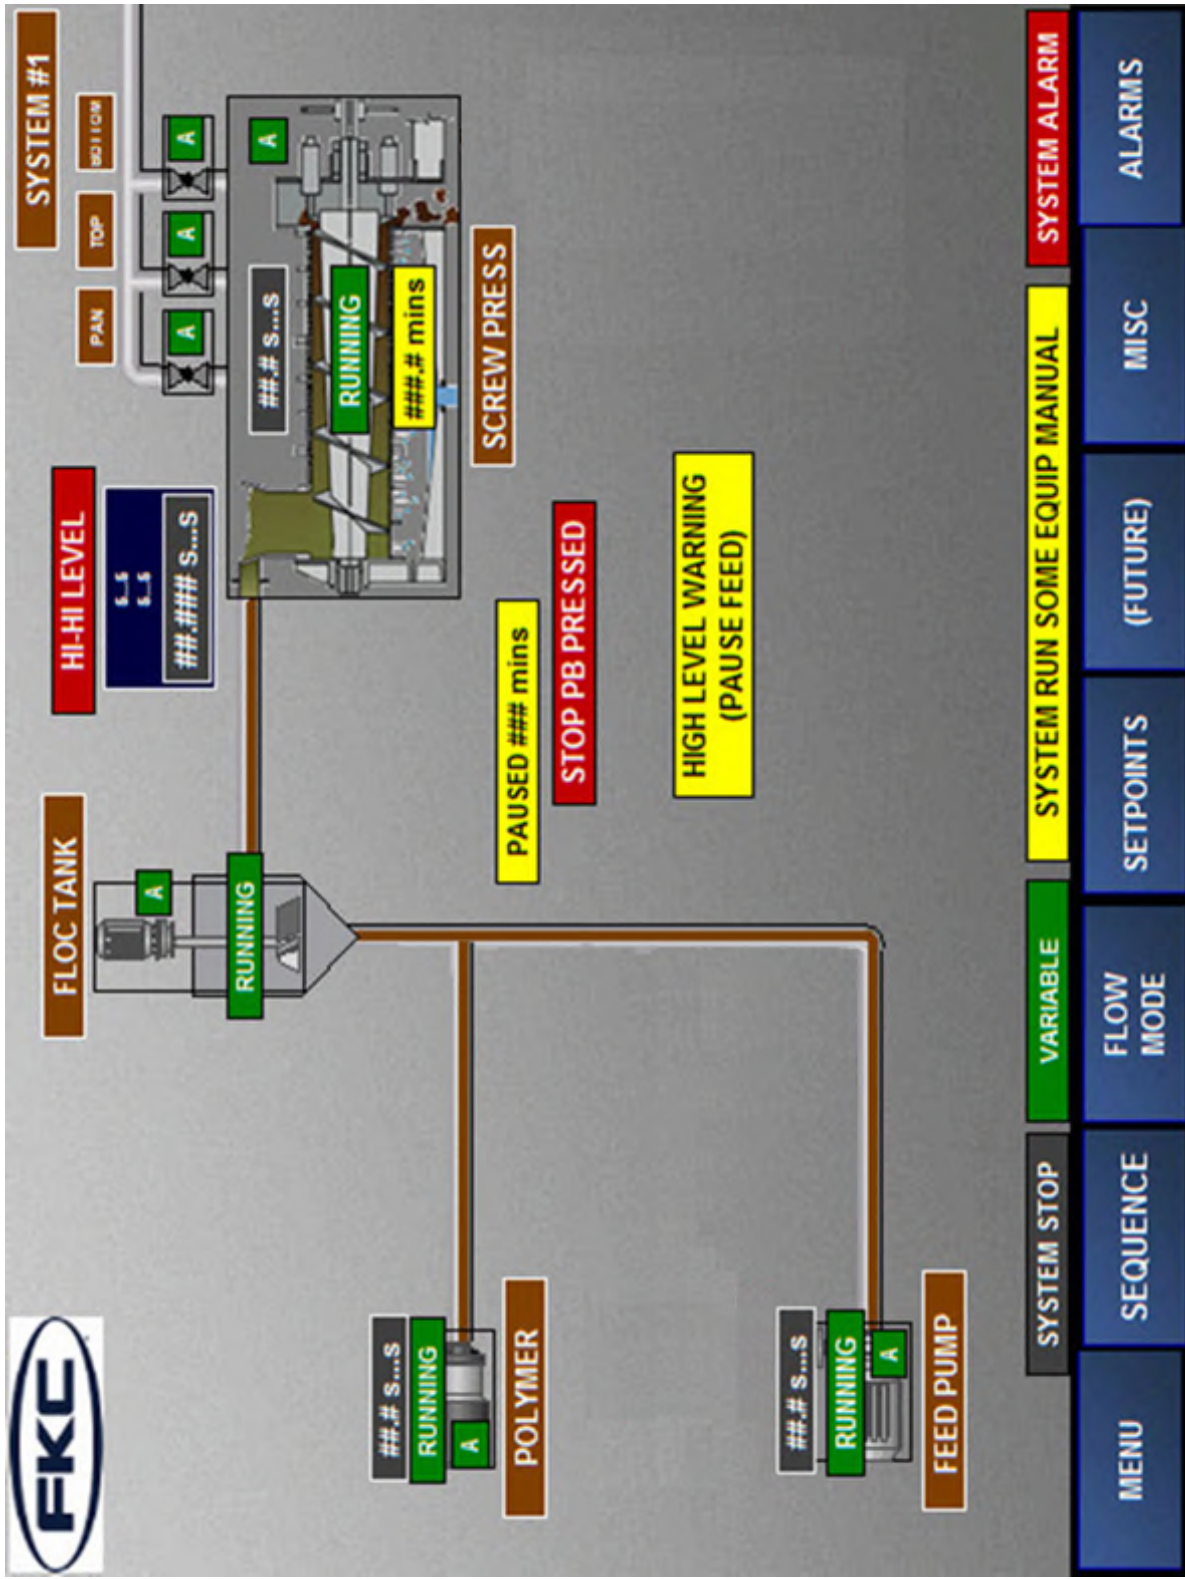 FKC
FLOC TANK
HI-HI LEVEL
SYSTEM #1
PAN
TOP
A
RUNNING
s...s
s...s
##.### s...s
A
A
A
##.# s...s
A
RUNNING
###.# mins
SCREW PRESS
##.# s...s
RUNNING
A
POLYMER
PAUSED ### mins
STOP PB PRESSED
HIGH LEVEL WARNING
(PAUSE FEED)
##.# s...s
RUNNING
A
FEED PUMP
SYSTEM STOP
VARIABLE
SYSTEM RUN SOME EQUIP MANUAL
SYSTEM ALARM
MENU
SEQUENCE
FLOW
MODE
SETPOINTS
(FUTURE)
MISC
ALARMS